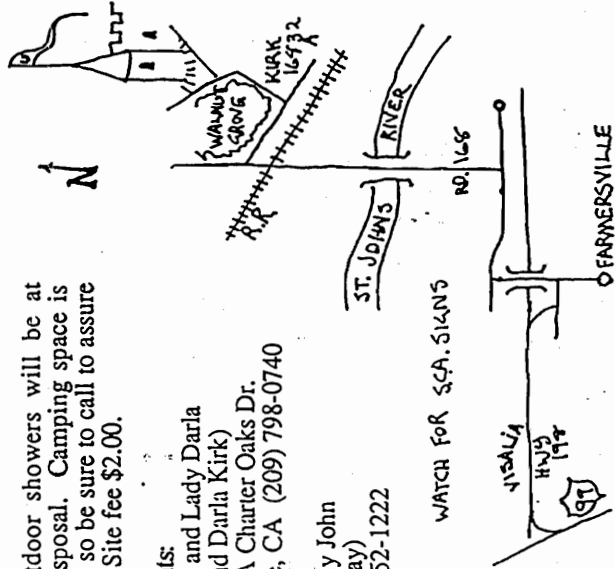 tdoor showers will be at
sposal. Camping space is
so be sure to call to assure
Site fee $2.00.
ts:
and Lady Darla
nd Darla Kirk)
A Charter Oaks Dr.
, CA (209) 798-0740
y John
ay)
52-1222
N
WALNUT
GROVE
KIRK
16932
A
R.R
ST. JOHNS
RIVER
RD. 168
WATCH FOR SCA. SIGNS
VISALIA
HWY
198
99
FARMERSVILLE